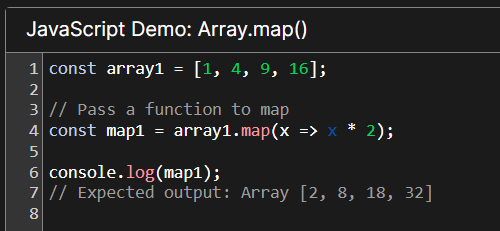 JavaScript Demo: Array.map()
1 const array1 = [1, 4, 9, 16];
2
3 // Pass a function to map
4 const map1 = array1.map(x => x * 2);
5
6 console.log(map1);
7 // Expected output: Array [2, 8, 18, 32]
8